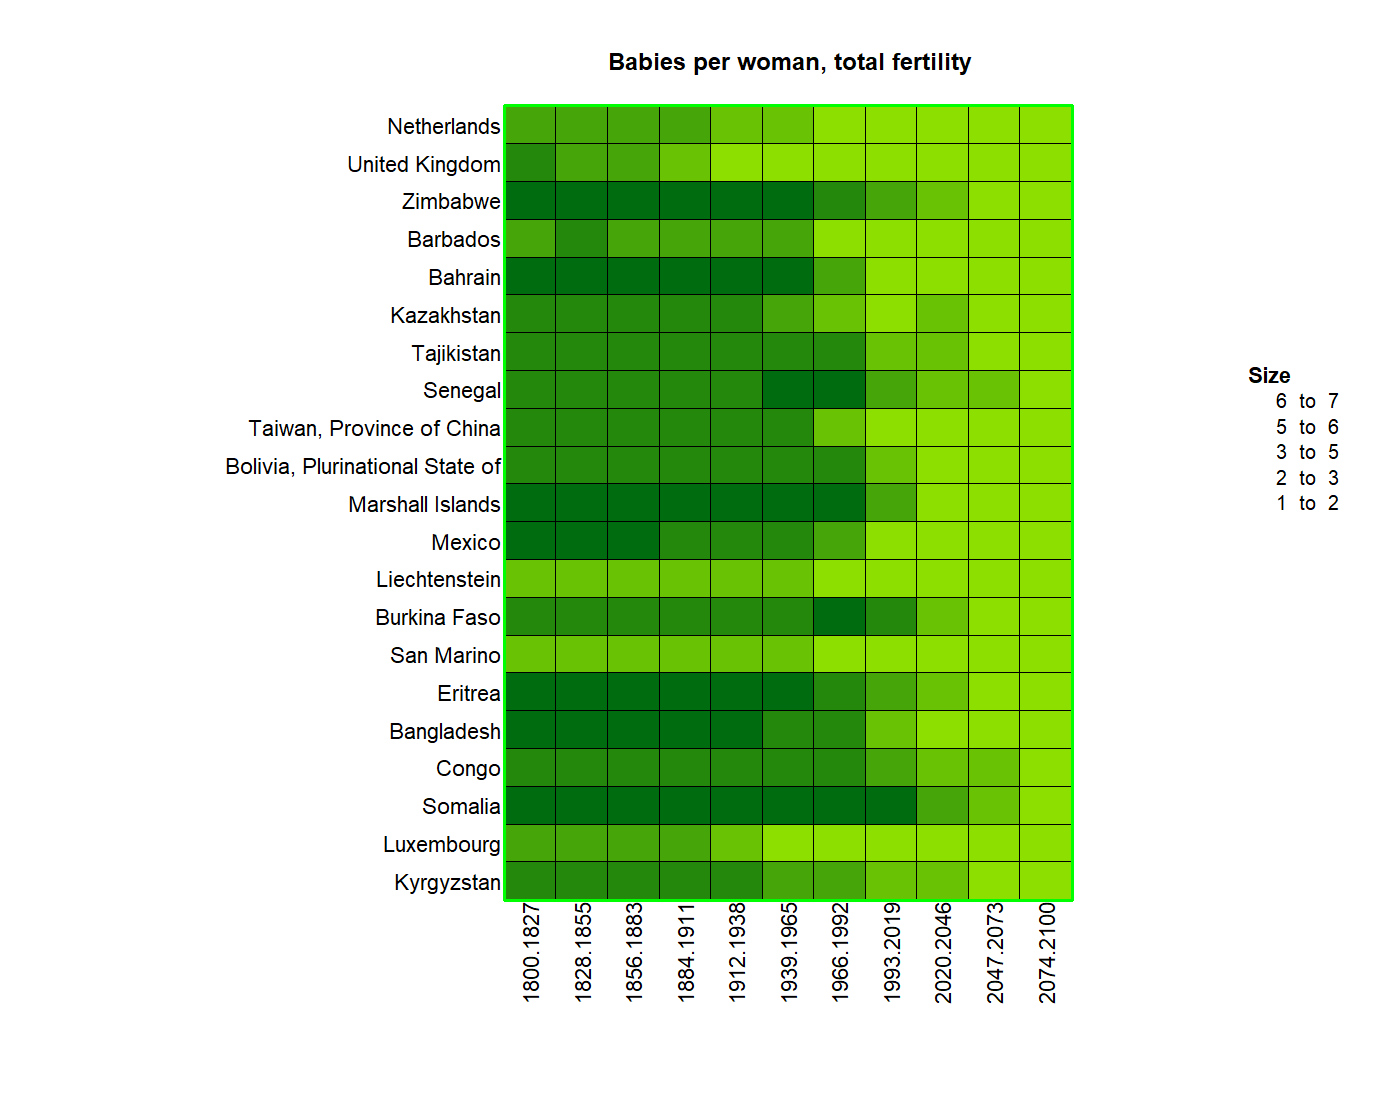 Babies per woman, total fertility
Netherlands
United Kingdom
Zimbabwe
Barbados
Bahrain
Kazakhstan
Tajikistan
Senegal
Taiwan, Province of China
Bolivia, Plurinational State of
Marshall Islands
Mexico
Liechtenstein
Burkina Faso
San Marino
Eritrea
Bangladesh
Congo
Somalia
Luxembourg
Kyrgyzstan
1800.1827
1828.1855
1856.1883
1884.1911
1912.1938
1939.1965
1966.1992
1993.2019
2020.2046
2047.2073
2074.2100
Size
6 to 7
5 to 6
3 to 5
2 to 3
1 to 2